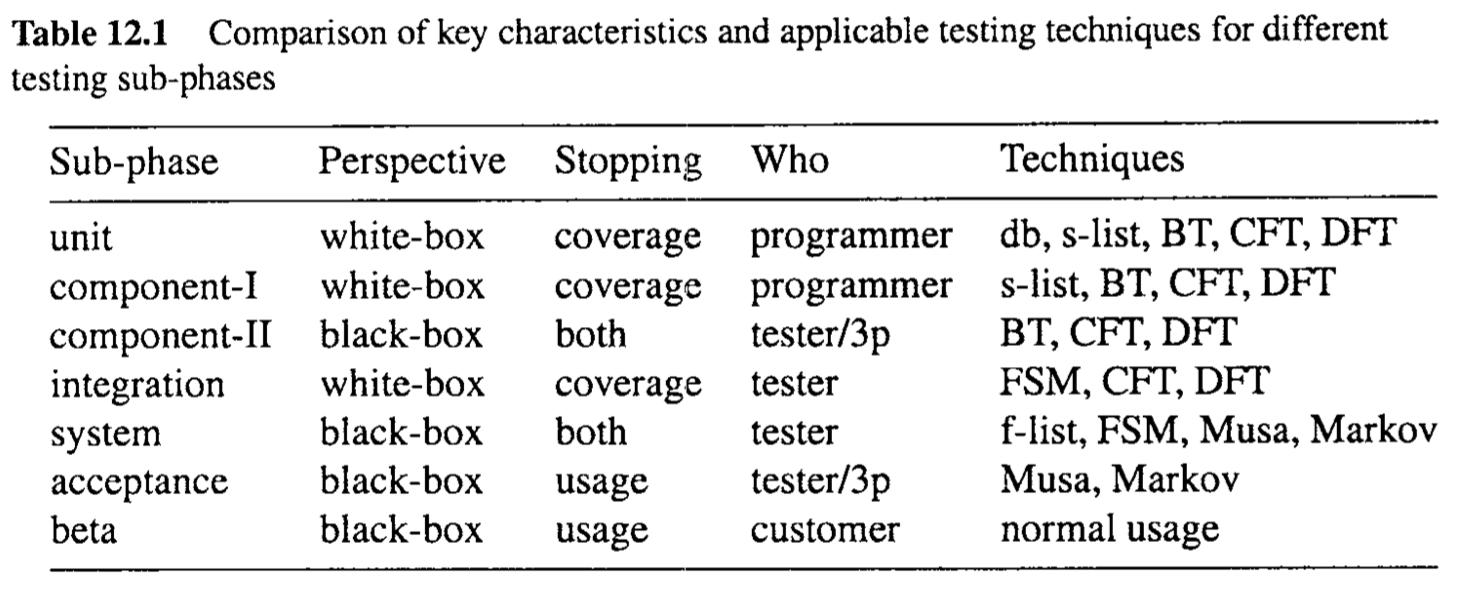 Table 12.1 Comparison of key characteristics and applicable testing techniques for different
testing sub-phases
Sub-phase Perspective Stopping Who Techniques
unit white-box coverage programmer db, s-list, BT, CFT, DFT
component-I white-box coverage programmer s-list, BT, CFT, DFT
component-II black-box both tester/3p BT, CFT, DFT
integration white-box coverage tester FSM, CFT, DFT
system black-box both tester f-list, FSM, Musa, Markov
acceptance black-box usage tester/3p Musa, Markov
beta black-box usage customer normal usage